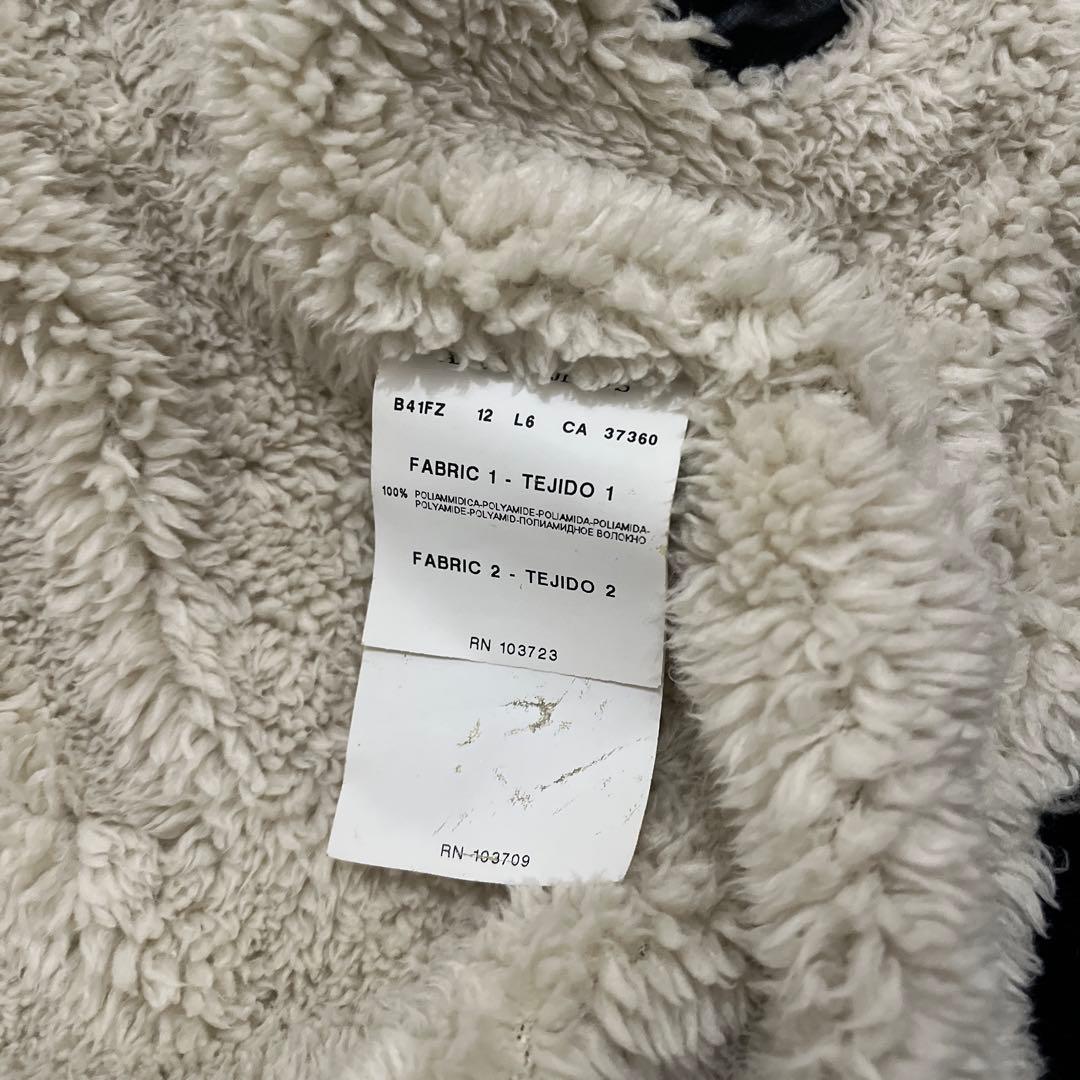 B41FZ 12 L6 CA 37360
FABRIC 1 - TEJIDO 1
100% POLIAMMIDICA-POLYAMIDE-POLIAMIDA-POLIAMIDA-
POLYAMIDE-POLYAMID-ПОЛИАМИДНОЕ ВОЛОКНО
FABRIC 2 - TEJIDO 2
RN 103723
RN 103709